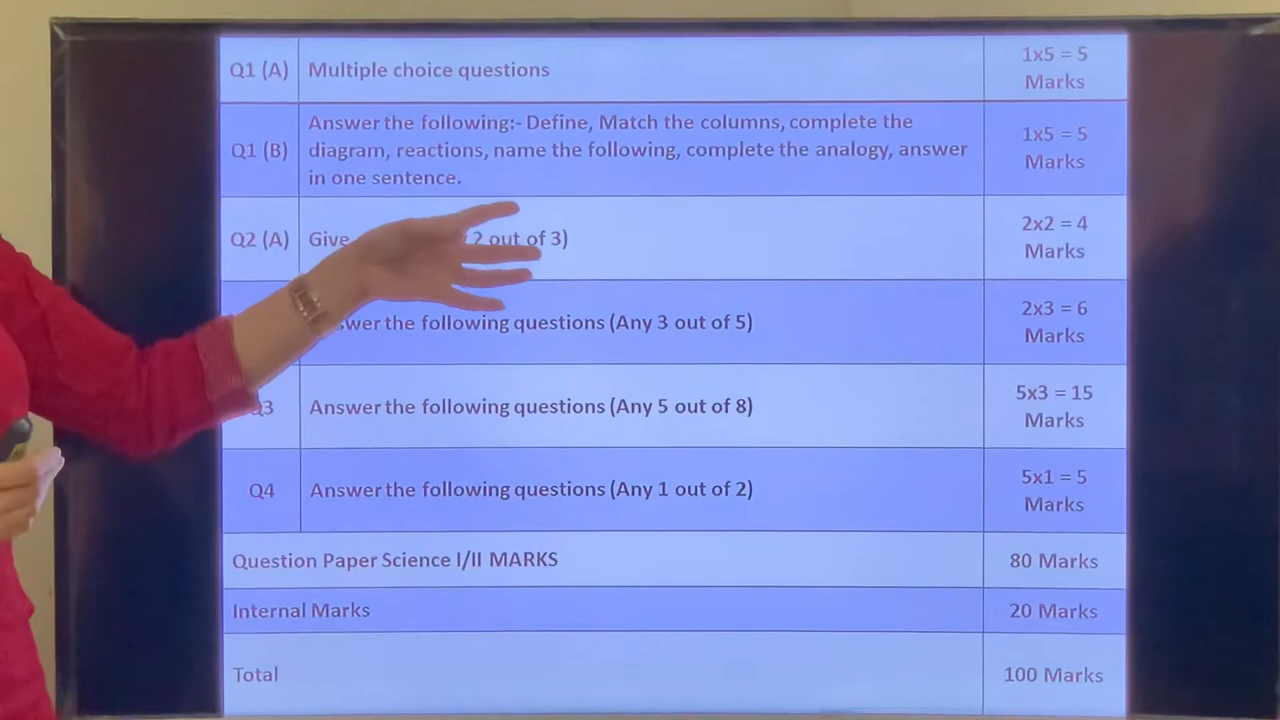 Q1 (A) Multiple choice questions 1x5 = 5
Marks
Answer the following:- Define, Match the columns, complete the
Q1 (B) diagram, reactions, name the following, complete the analogy, answer 1x5 = 5
in one sentence. Marks
Q2 (A) Give 2 out of 3) 2x2 = 4
Marks
the following questions (Any 3 out of 5) 2x3 = 6
Marks
Q3 Answer the following questions (Any 5 out of 8) 5x3 = 15
Marks
Q4 Answer the following questions (Any 1 out of 2) 5x1 = 5
Marks
Question Paper Science I/II MARKS 80 Marks
Internal Marks 20 Marks
Total 100 Marks